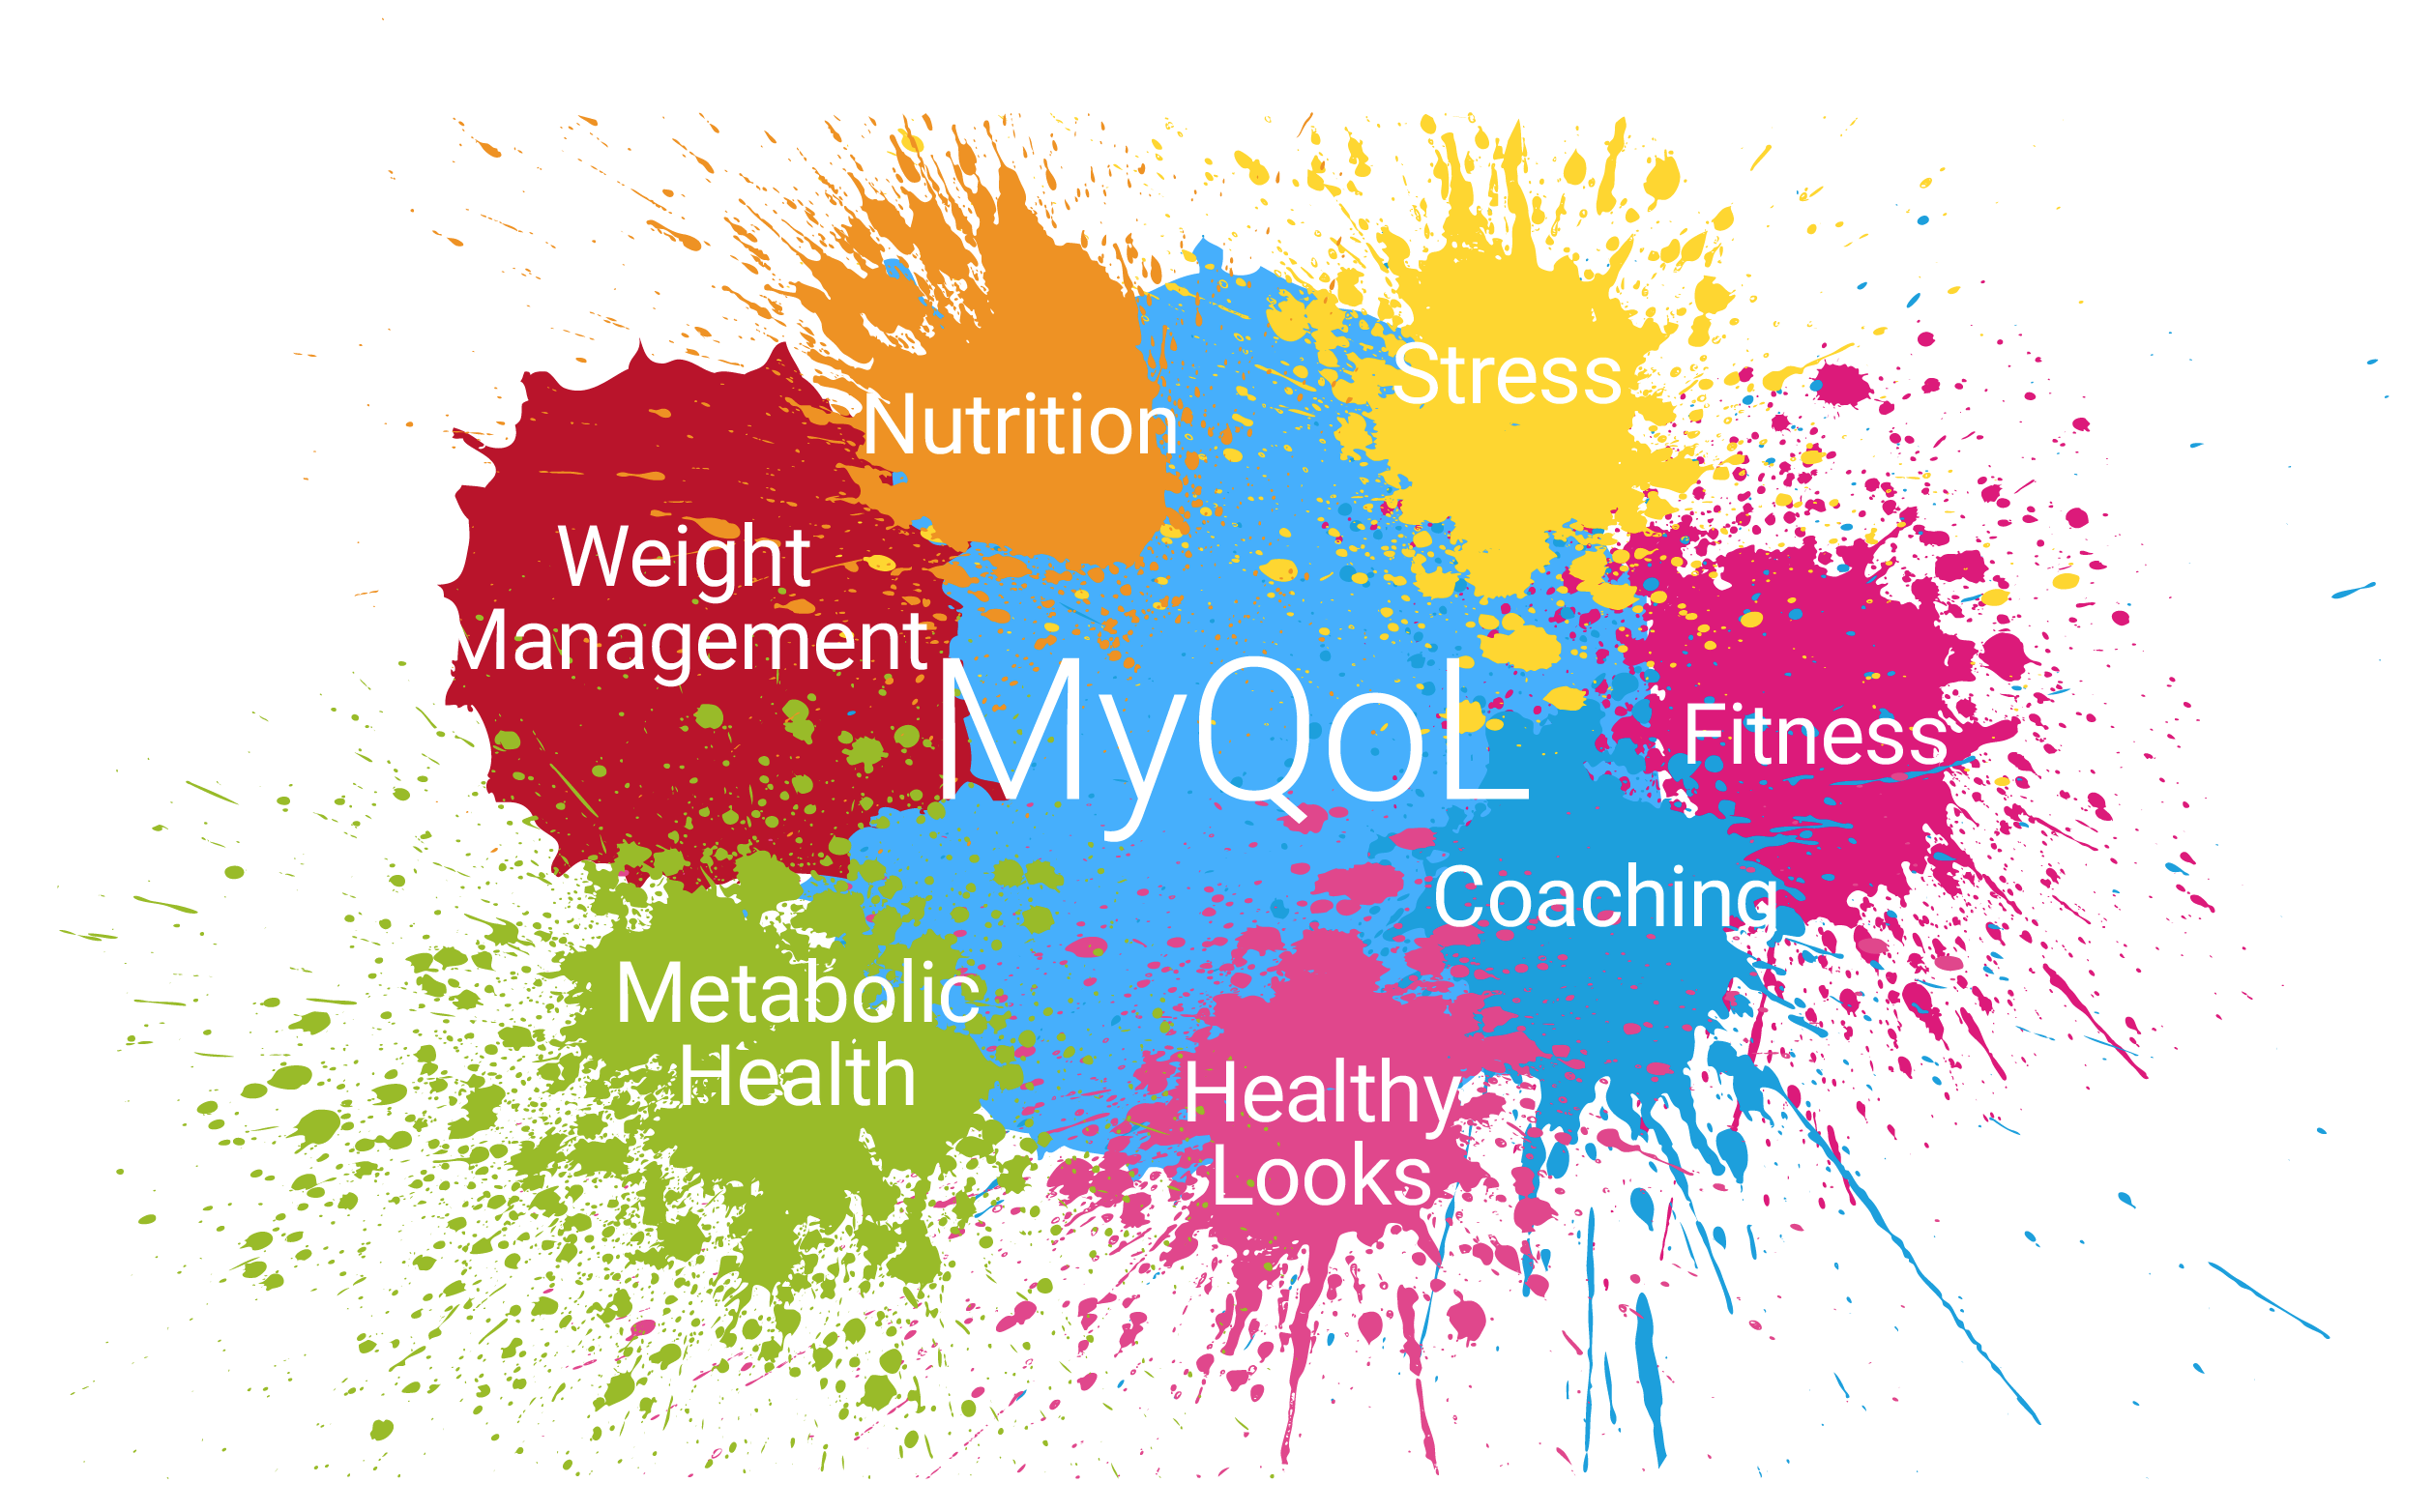 Stress
Nutrition
Weight
Management
MyQoL
Fitness
Coaching
Metabolic
Health
Healthy
Looks